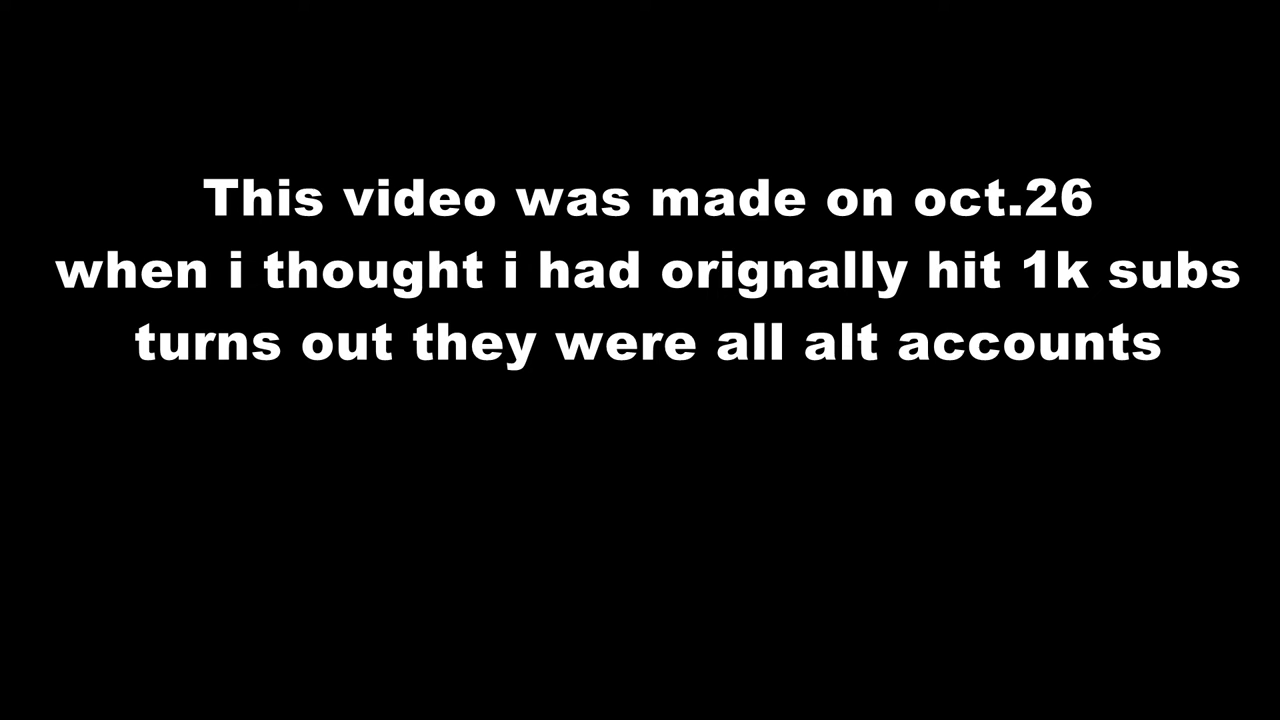 This video was made on oct.26
when i thought i had orignally hit 1k subs
turns out they were all alt accounts